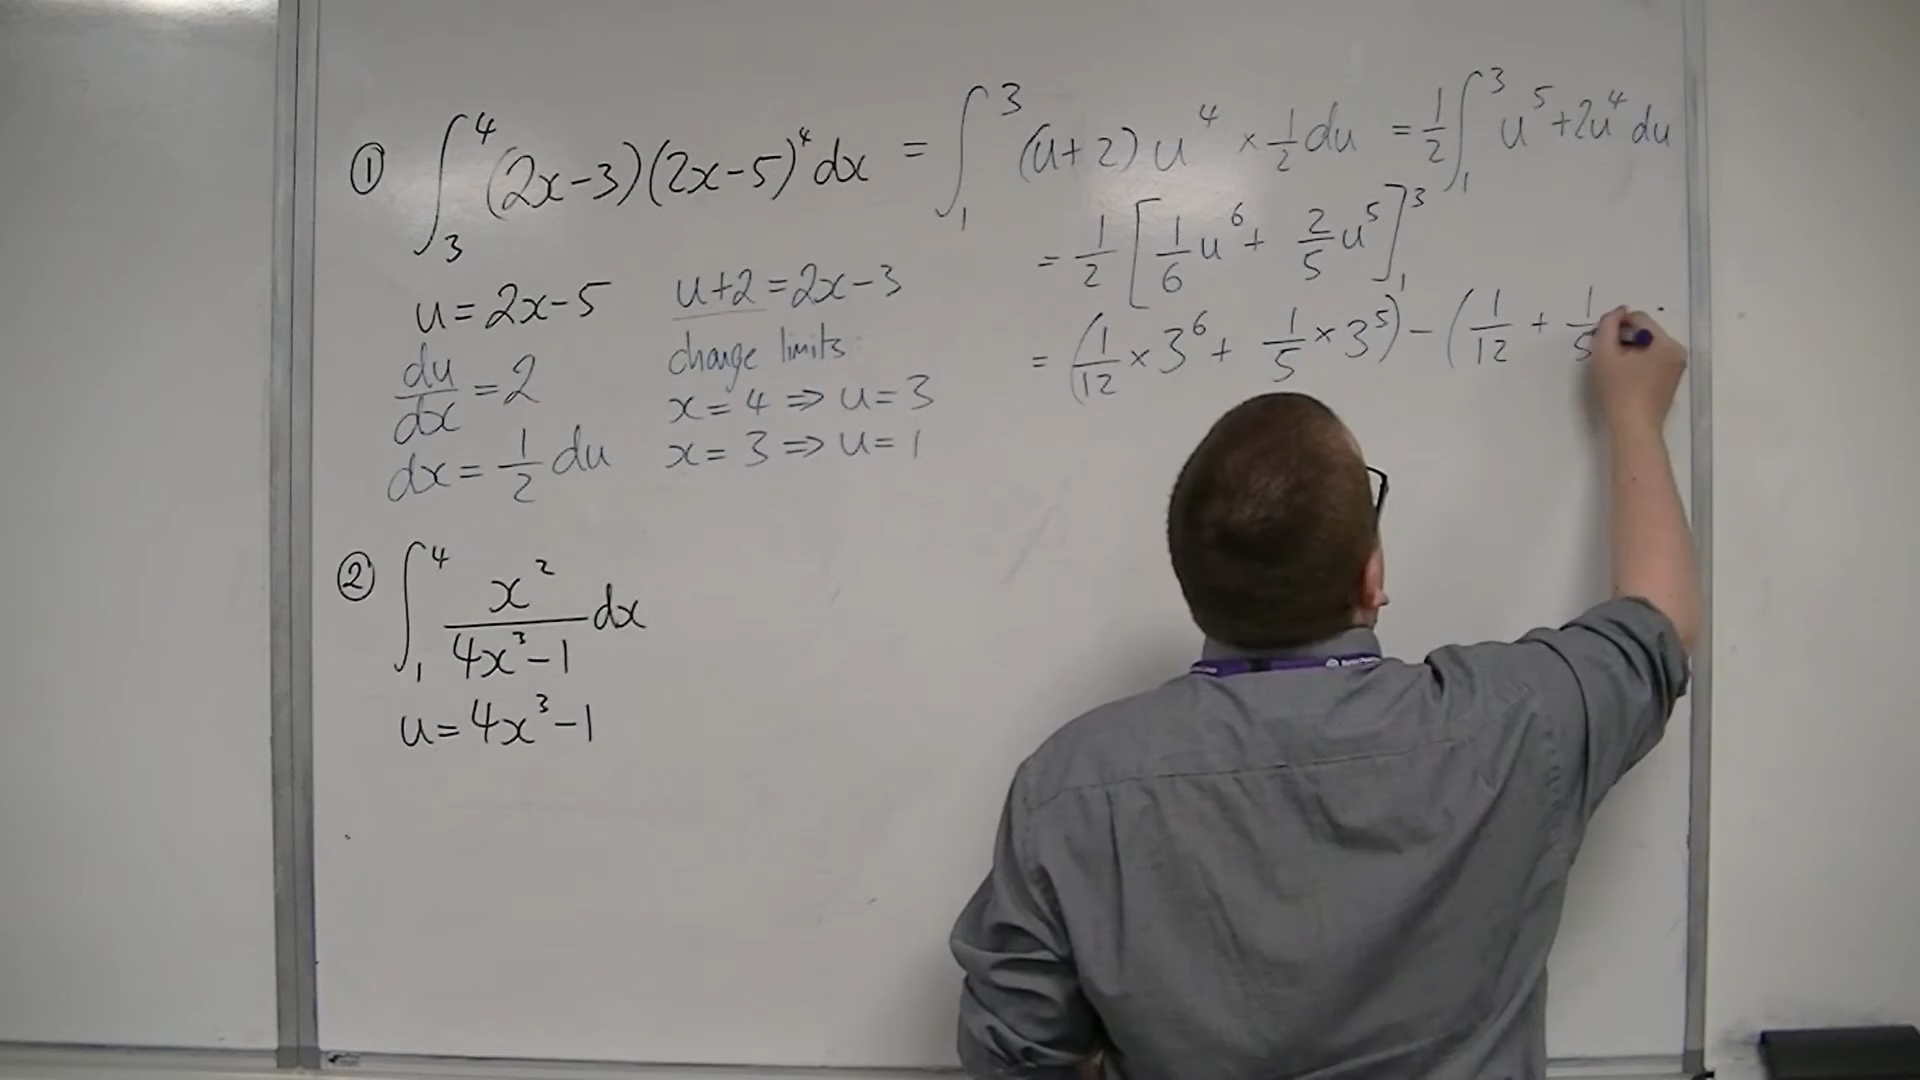 ① ∫₃⁴ (2x-3)(2x-5)⁴ dx = ∫₁³ (u+2) u⁴ × 1/2 du = 1/2 ∫₁³ u⁵ + 2u⁴ du
= 1/2 [1/6 u⁶ + 2/5 u⁵]₁³
= (1/12 × 3⁶ + 1/5 × 3⁵) - (1/12 + 1/5
u = 2x-5
du/dx = 2
dx = 1/2 du
u+2 = 2x-3
change limits:
x = 4 ⇒ u = 3
x = 3 ⇒ u = 1
② ∫₁⁴ x²/(4x³-1) dx
u = 4x³-1